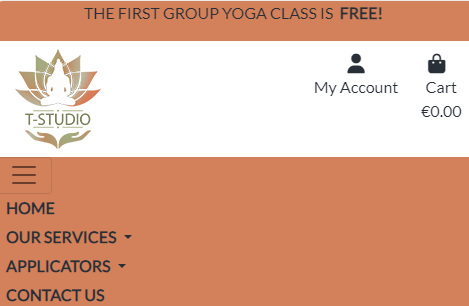 THE FIRST GROUP YOGA CLASS IS FREE!
T-STUDIO
My Account
Cart
€0.00
HOME
OUR SERVICES
APPLICATORS
CONTACT US